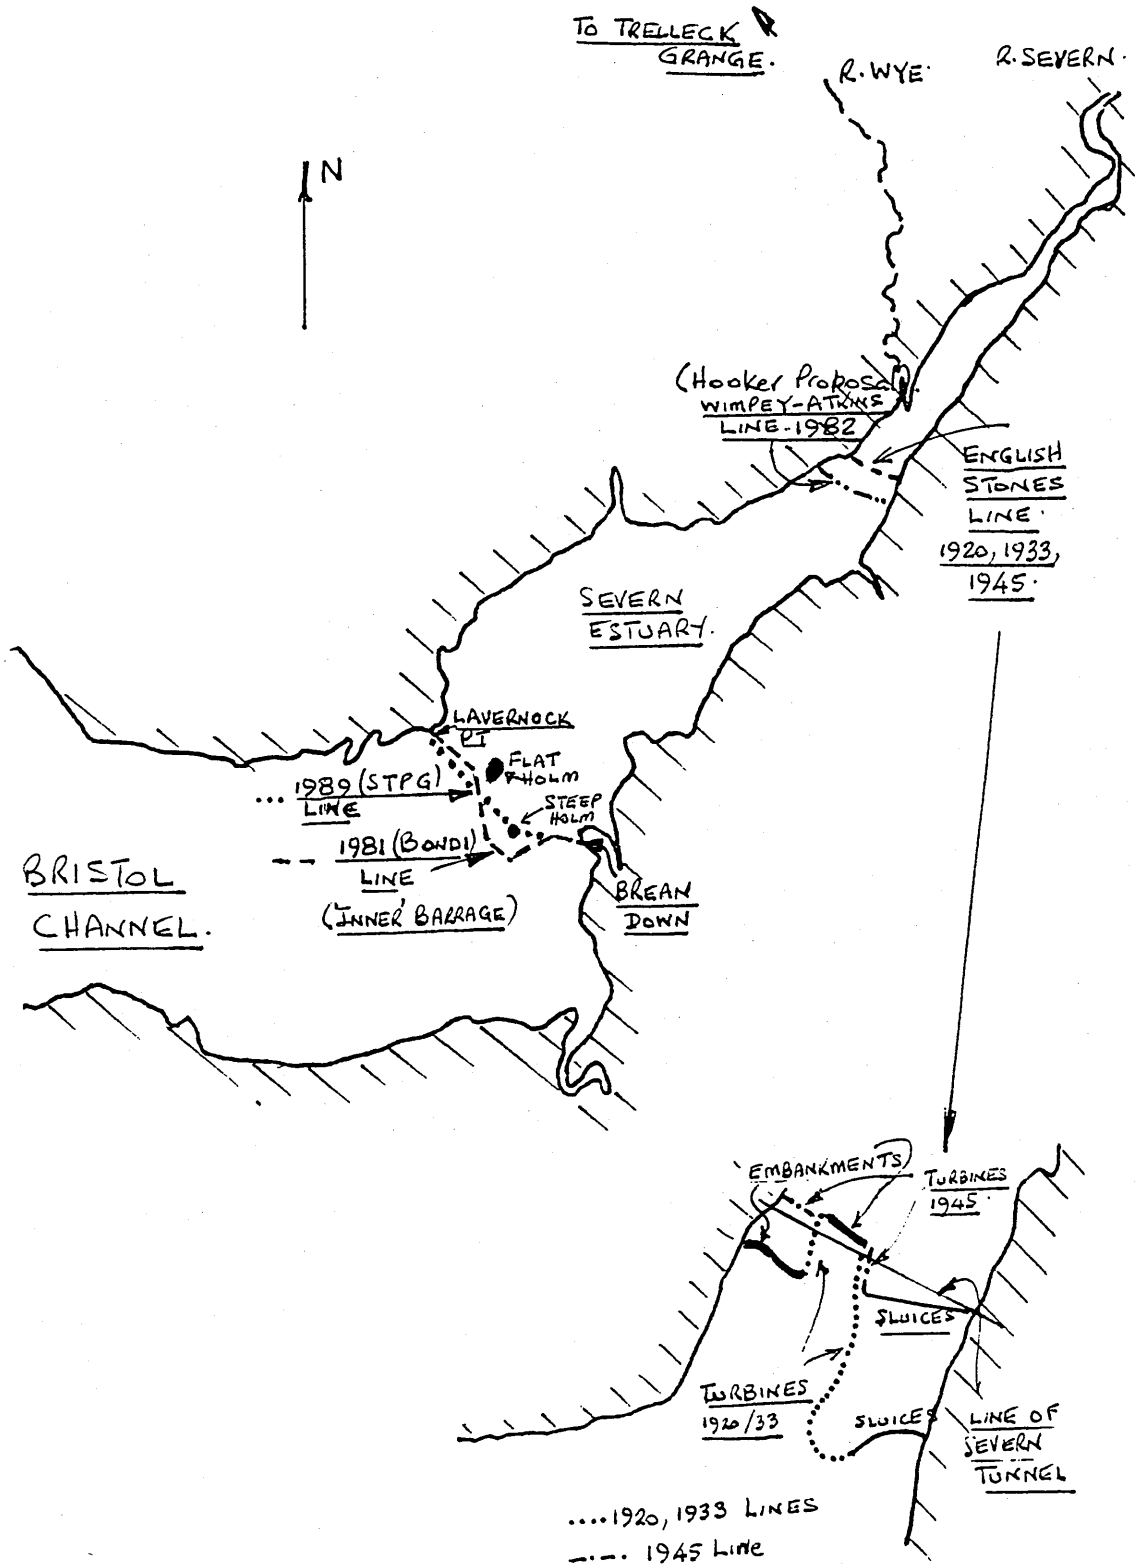 TO TRELLECK
GRANGE.
R. WYE.
R. SEVERN.
N
(Hooker Proposal)
WIMPEY-ATKINS
LINE-1982
ENGLISH
STONES
LINE.
1920, 1933,
1945.
SEVERN
ESTUARY.
LAVERNOCK
PT
FLAT
HOLM
... 1989 (STPG)
LINE
STEEP
HOLM
-- 1981 (BONDI)
LINE
('INNER' BARRAGE)
BRISTOL
CHANNEL.
BREAN
DOWN
EMBANKMENTS
TURBINES
1945.
SLUICES
TURBINES
1920/33
SLUICES
LINE OF
SEVERN
TUNNEL
.... 1920, 1933 LINES
-.-. 1945 Line